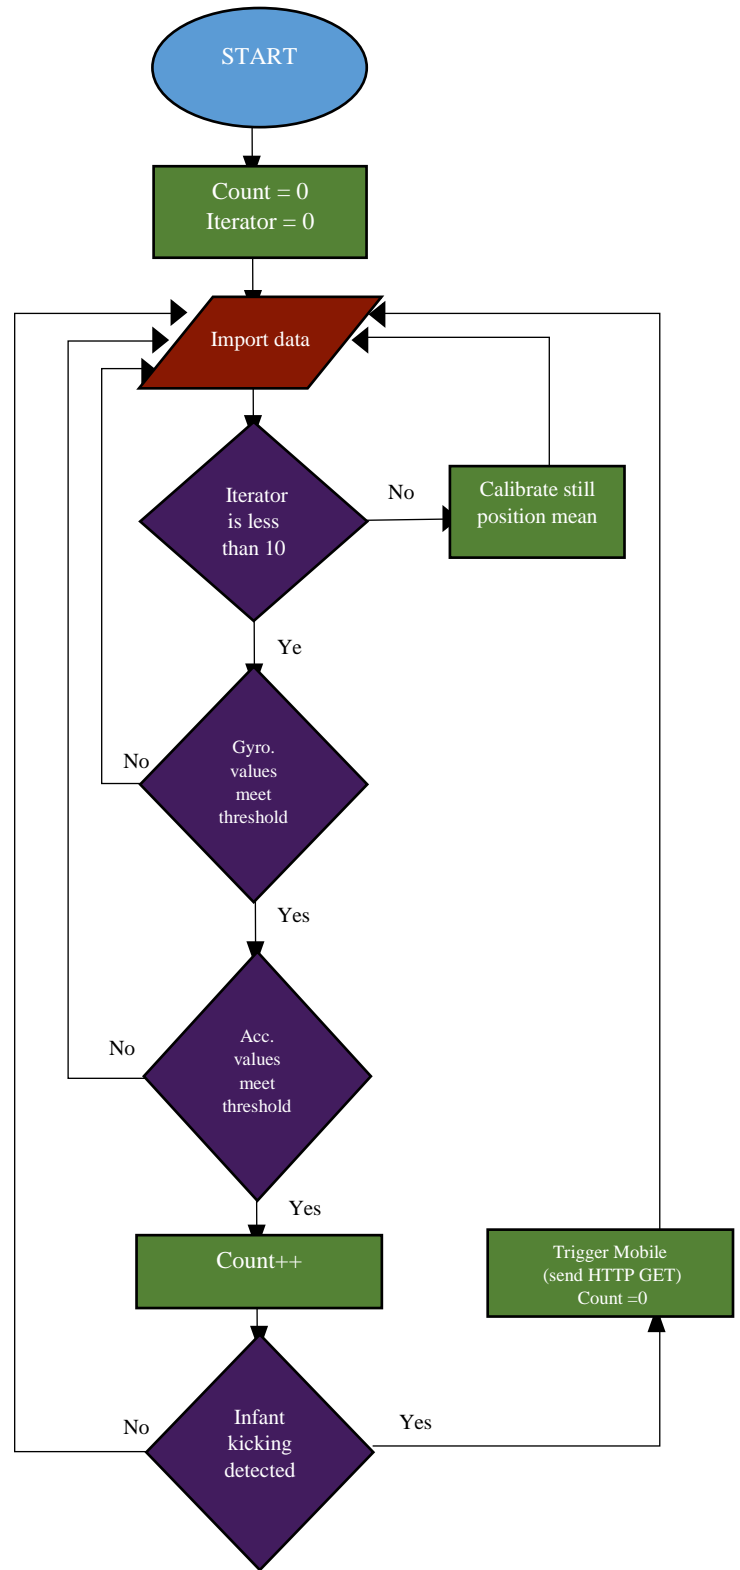 START
Count = 0
Iterator = 0
Import data
Iterator
is less
than 10
No
Calibrate still
position mean
Ye
Gyro.
values
meet
threshold
No
Yes
Acc.
values
meet
threshold
No
Yes
Count++
Trigger Mobile
(send HTTP GET)
Count =0
Infant
kicking
detected
No
Yes